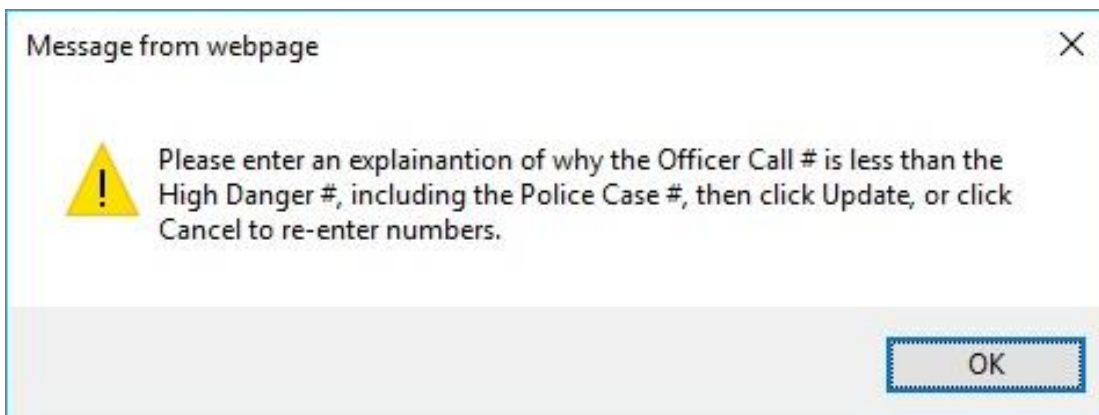 Message from webpage
Please enter an explainantion of why the Officer Call # is less than the
High Danger #, including the Police Case #, then click Update, or click
Cancel to re-enter numbers.
OK